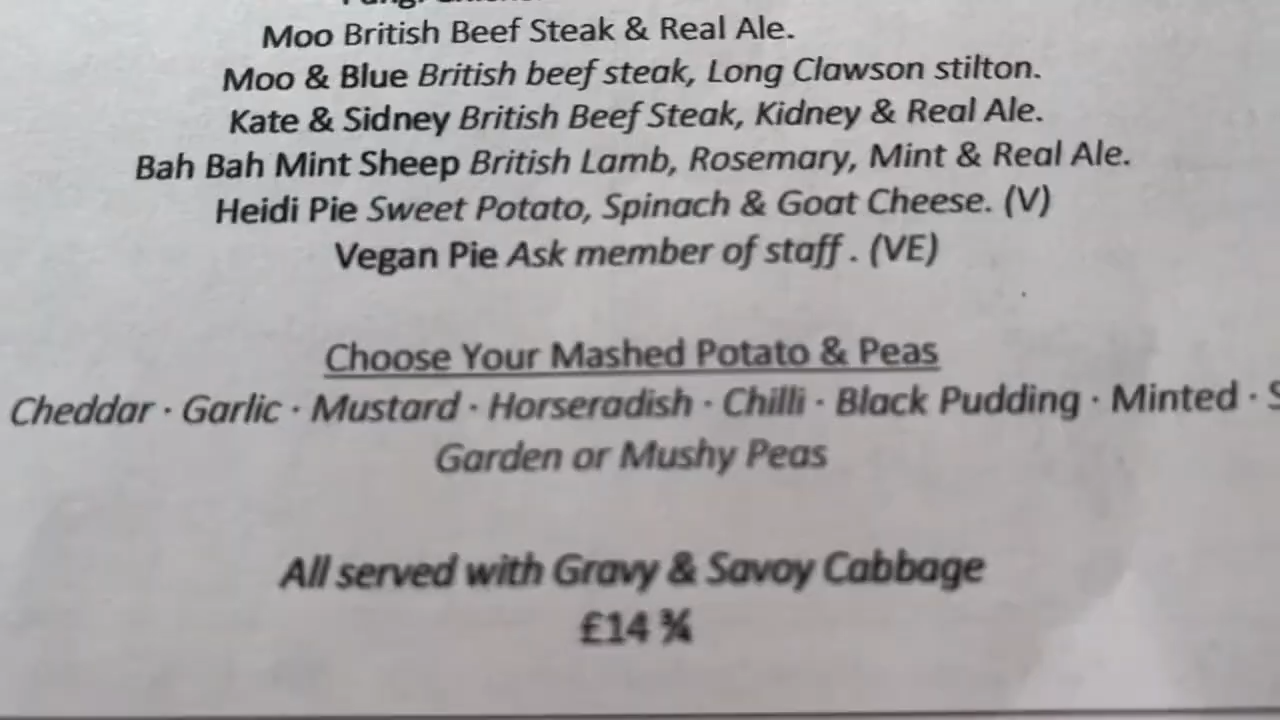 Moo British Beef Steak & Real Ale.
Moo & Blue British beef steak, Long Clawson stilton.
Kate & Sidney British Beef Steak, Kidney & Real Ale.
Bah Bah Mint Sheep British Lamb, Rosemary, Mint & Real Ale.
Heidi Pie Sweet Potato, Spinach & Goat Cheese. (V)
Vegan Pie Ask member of staff . (VE)
Choose Your Mashed Potato & Peas
Cheddar · Garlic · Mustard · Horseradish · Chilli · Black Pudding · Minted ·
Garden or Mushy Peas
All served with Gravy & Savoy Cabbage
£14 ¾